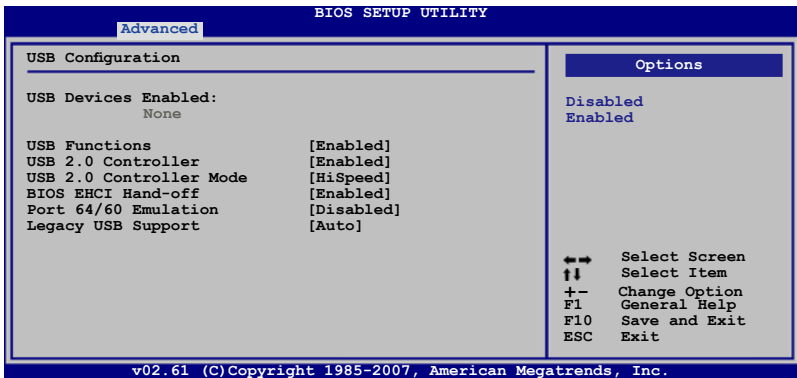 BIOS SETUP UTILITY
Advanced
USB Configuration
USB Devices Enabled:
None
USB Functions [Enabled]
USB 2.0 Controller [Enabled]
USB 2.0 Controller Mode [HiSpeed]
BIOS EHCI Hand-off [Enabled]
Port 64/60 Emulation [Disabled]
Legacy USB Support [Auto]
Options
Disabled
Enabled
←→ Select Screen
↑↓ Select Item
+- Change Option
F1 General Help
F10 Save and Exit
ESC Exit
v02.61 (C)Copyright 1985-2007, American Megatrends, Inc.